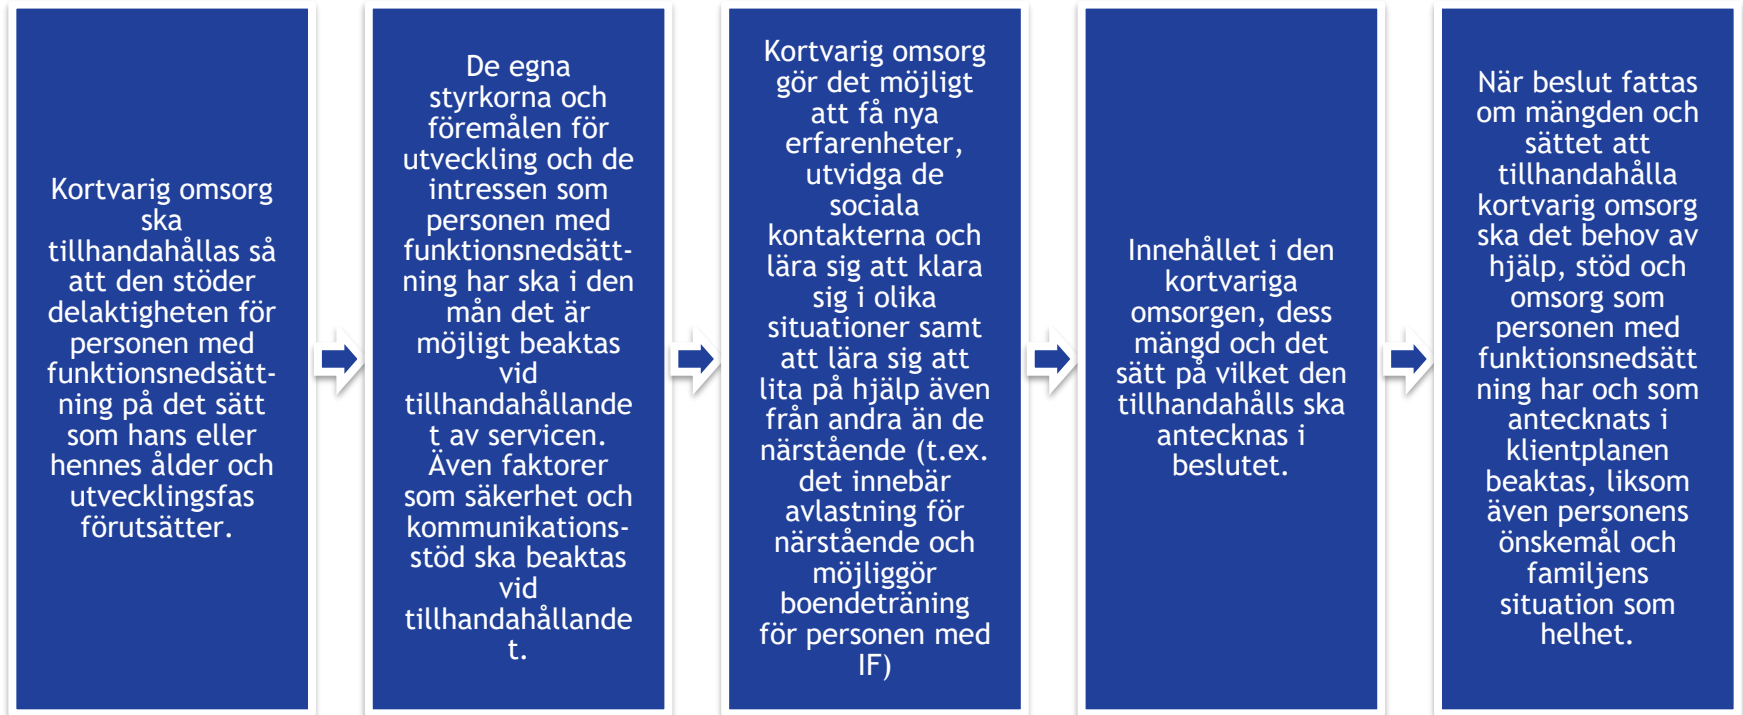 Kortvarig omsorg
ska
tillhandahållas så
att den stöder
delaktigheten för
personen med
funktionsnedsätt-
ning på det sätt
som hans eller
hennes ålder och
utvecklingsfas
förutsätter.
De egna
styrkorna och
föremålen för
utveckling och de
intressen som
personen med
funktionsnedsätt-
ning har ska i den
mån det är
möjligt beaktas
vid
tillhandahållande
t av servicen.
Även faktorer
som säkerhet och
kommunikations-
stöd ska beaktas
vid
tillhandahållande
t.
Kortvarig omsorg
gör det möjligt
att få nya
erfarenheter,
utvidga de
sociala
kontakterna och
lära sig att klara
sig i olika
situationer samt
att lära sig att
lita på hjälp även
från andra än de
närstående (t.ex.
det innebär
avlastning för
närstående och
möjliggör
boendeträning
för personen med
IF)
Innehållet i den
kortvariga
omsorgen, dess
mängd och det
sätt på vilket den
tillhandahålls ska
antecknas i
beslutet.
När beslut fattas
om mängden och
sättet att
tillhandahålla
kortvarig omsorg
ska det behov av
hjälp, stöd och
omsorg som
personen med
funktionsnedsätt
ning har och som
antecknats i
klientplanen
beaktas, liksom
även personens
önskemål och
familjens
situation som
helhet.